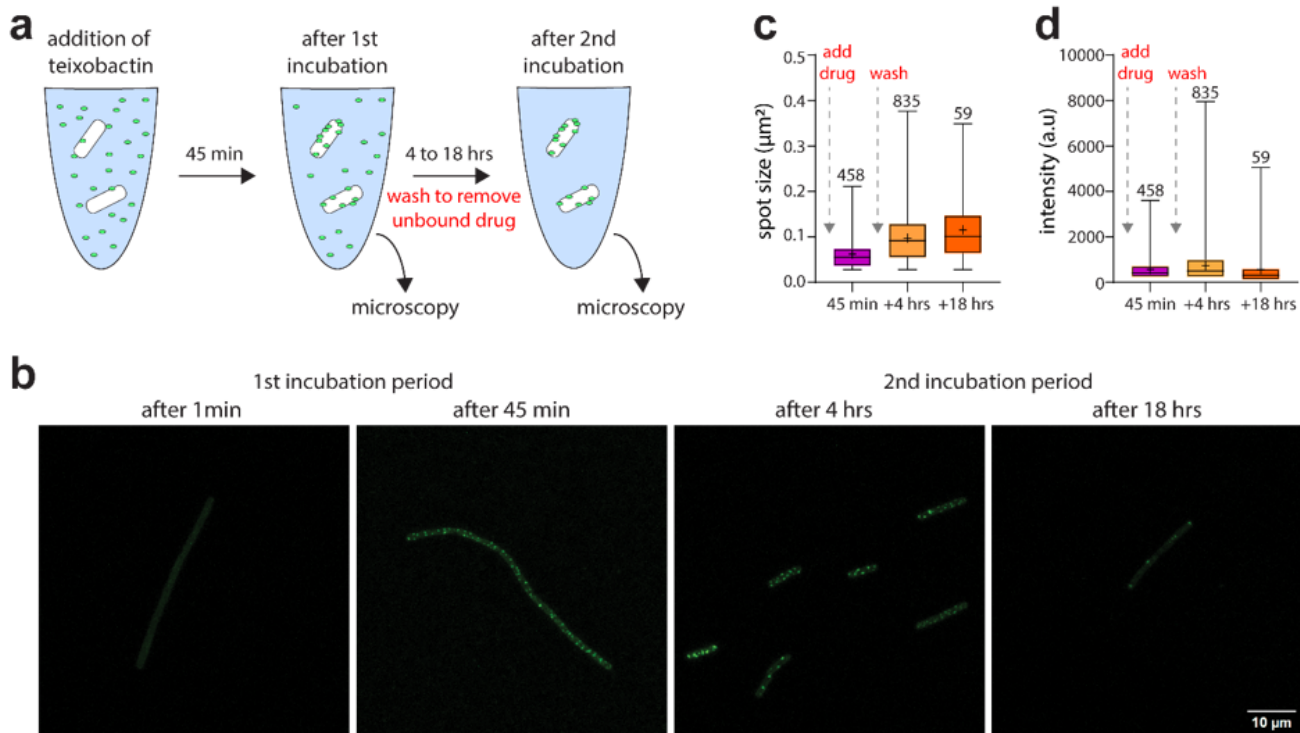 a
addition of
teixobactin
45 min
after 1st
incubation
4 to 18 hrs
wash to remove
unbound drug
after 2nd
incubation
microscopy
microscopy
c
spot size (µm²)
0.5
0.4
0.3
0.2
0.1
0.0
add
drug
wash
458
835
59
45 min
+4 hrs
+18 hrs
d
intensity (a.u)
10000
8000
6000
4000
2000
0
add
drug
wash
458
835
59
45 min
+4 hrs
+18 hrs
b
1st incubation period
2nd incubation period
after 1min
after 45 min
after 4 hrs
after 18 hrs
10 µm